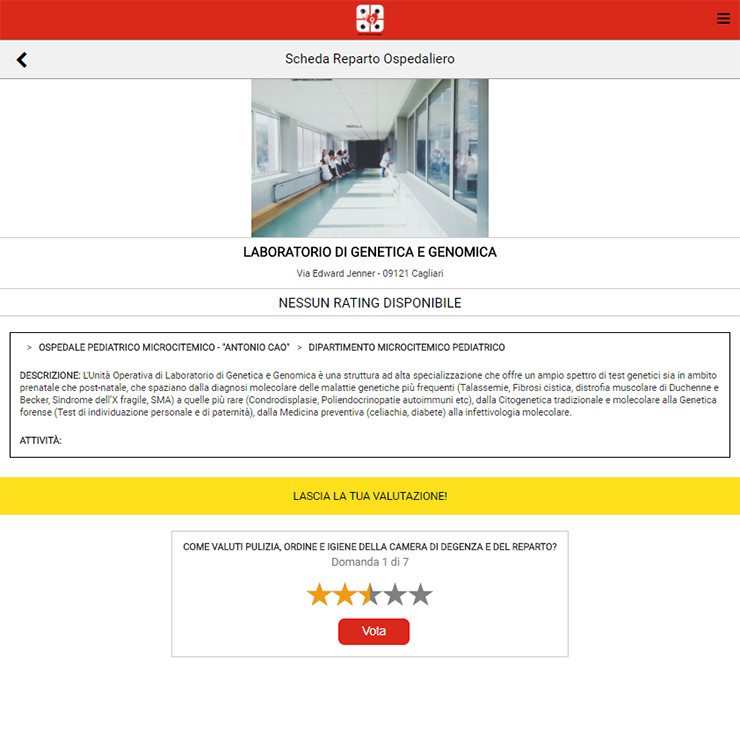 Scheda Reparto Ospedaliero
LABORATORIO DI GENETICA E GENOMICA
Via Edward Jenner - 09121 Cagliari
NESSUN RATING DISPONIBILE
> OSPEDALE PEDIATRICO MICROCITEMICO - "ANTONIO CAO" > DIPARTIMENTO MICROCITEMICO PEDIATRICO
DESCRIZIONE: L'Unità Operativa di Laboratorio di Genetica e Genomica è una struttura ad alta specializzazione che offre un ampio spettro di test genetici sia in ambito
prenatale che post-natale, che spaziano dalla diagnosi molecolare delle malattie genetiche più frequenti (Talassemie, Fibrosi cistica, distrofia muscolare di Duchenne e
Becker, Sindrome dell'X fragile, SMA) a quelle più rare (Condrodisplasie, Poliendocrinopatie autoimmuni etc), dalla Citogenetica tradizionale e molecolare alla Genetica
forense (Test di individuazione personale e di paternità), dalla Medicina preventiva (celiachia, diabete) alla infettivologia molecolare.
ATTIVITÀ:
LASCIA LA TUA VALUTAZIONE!
COME VALUTI PULIZIA, ORDINE E IGIENE DELLA CAMERA DI DEGENZA E DEL REPARTO?
Domanda 1 di 7
Vota